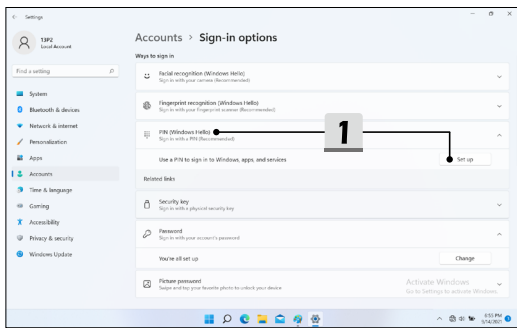 Settings
13P2
Local Account
Find a setting
System
Bluetooth & devices
Network & internet
Personalization
Apps
Accounts
Time & language
Gaming
Accessibility
Privacy & security
Windows Update
Accounts > Sign-in options
Ways to sign in
Facial recognition (Windows Hello)
Sign in with your camera (Recommended)
Fingerprint recognition (Windows Hello)
Sign in with your fingerprint scanner (Recommended)
PIN (Windows Hello)
Sign in with a PIN (Recommended)
1
Use a PIN to sign in to Windows, apps, and services
Set up
Related links
Security key
Sign in with a physical security key
Password
Sign in with your account's password
You're all set up
Change
Picture password
Swipe and tap your favorite photo to unlock your device
Activate Windows
Go to Settings to activate Windows.
6:53 PM
9/14/2021